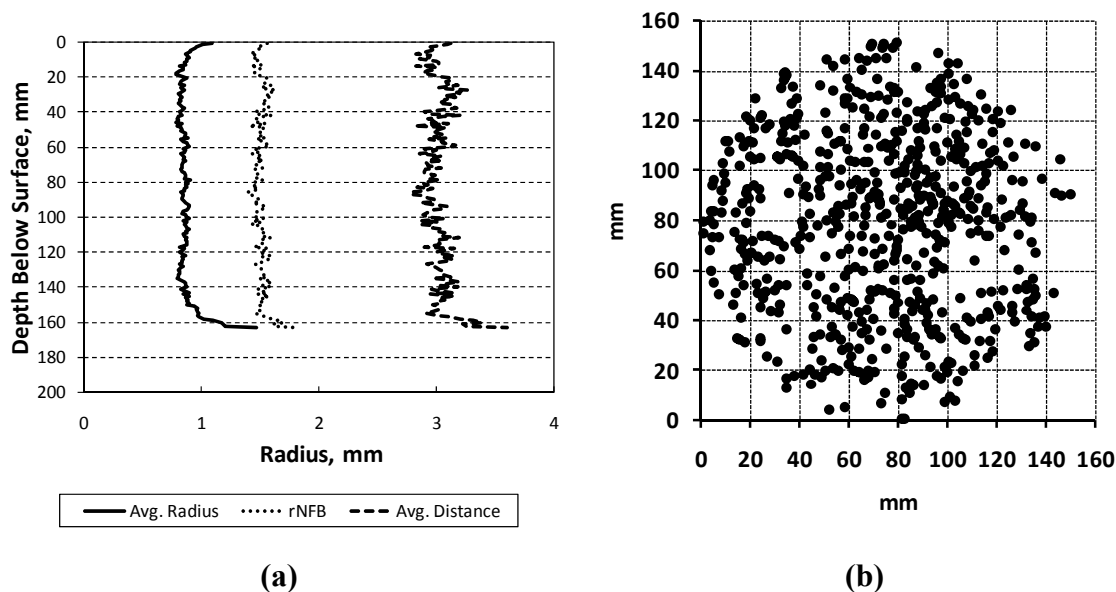 0
20
40
60
80
100
120
140
160
180
200
Depth Below Surface, mm
0 1 2 3 4
Radius, mm
Avg. Radius rNFB Avg. Distance
(a)
160
140
120
100
80
60
40
20
0
mm
0 20 40 60 80 100 120 140 160
mm
(b)